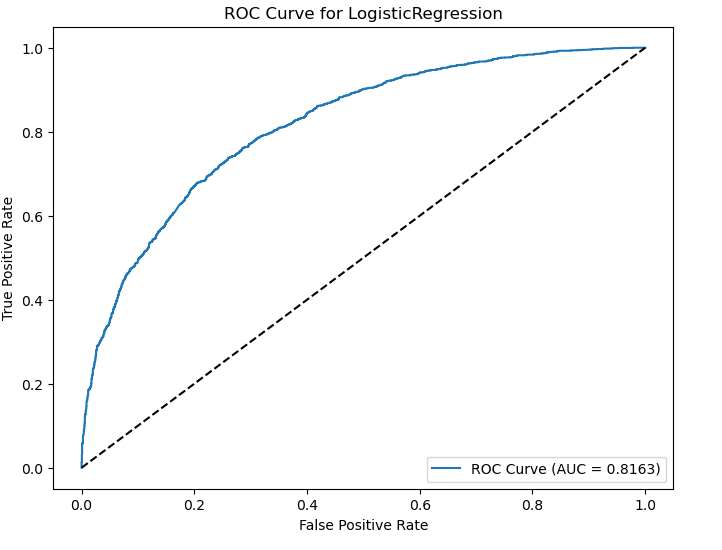 ROC Curve for LogisticRegression
True Positive Rate
1.0
0.8
0.6
0.4
0.2
0.0
ROC Curve (AUC = 0.8163)
0.0 0.2 0.4 0.6 0.8 1.0
False Positive Rate